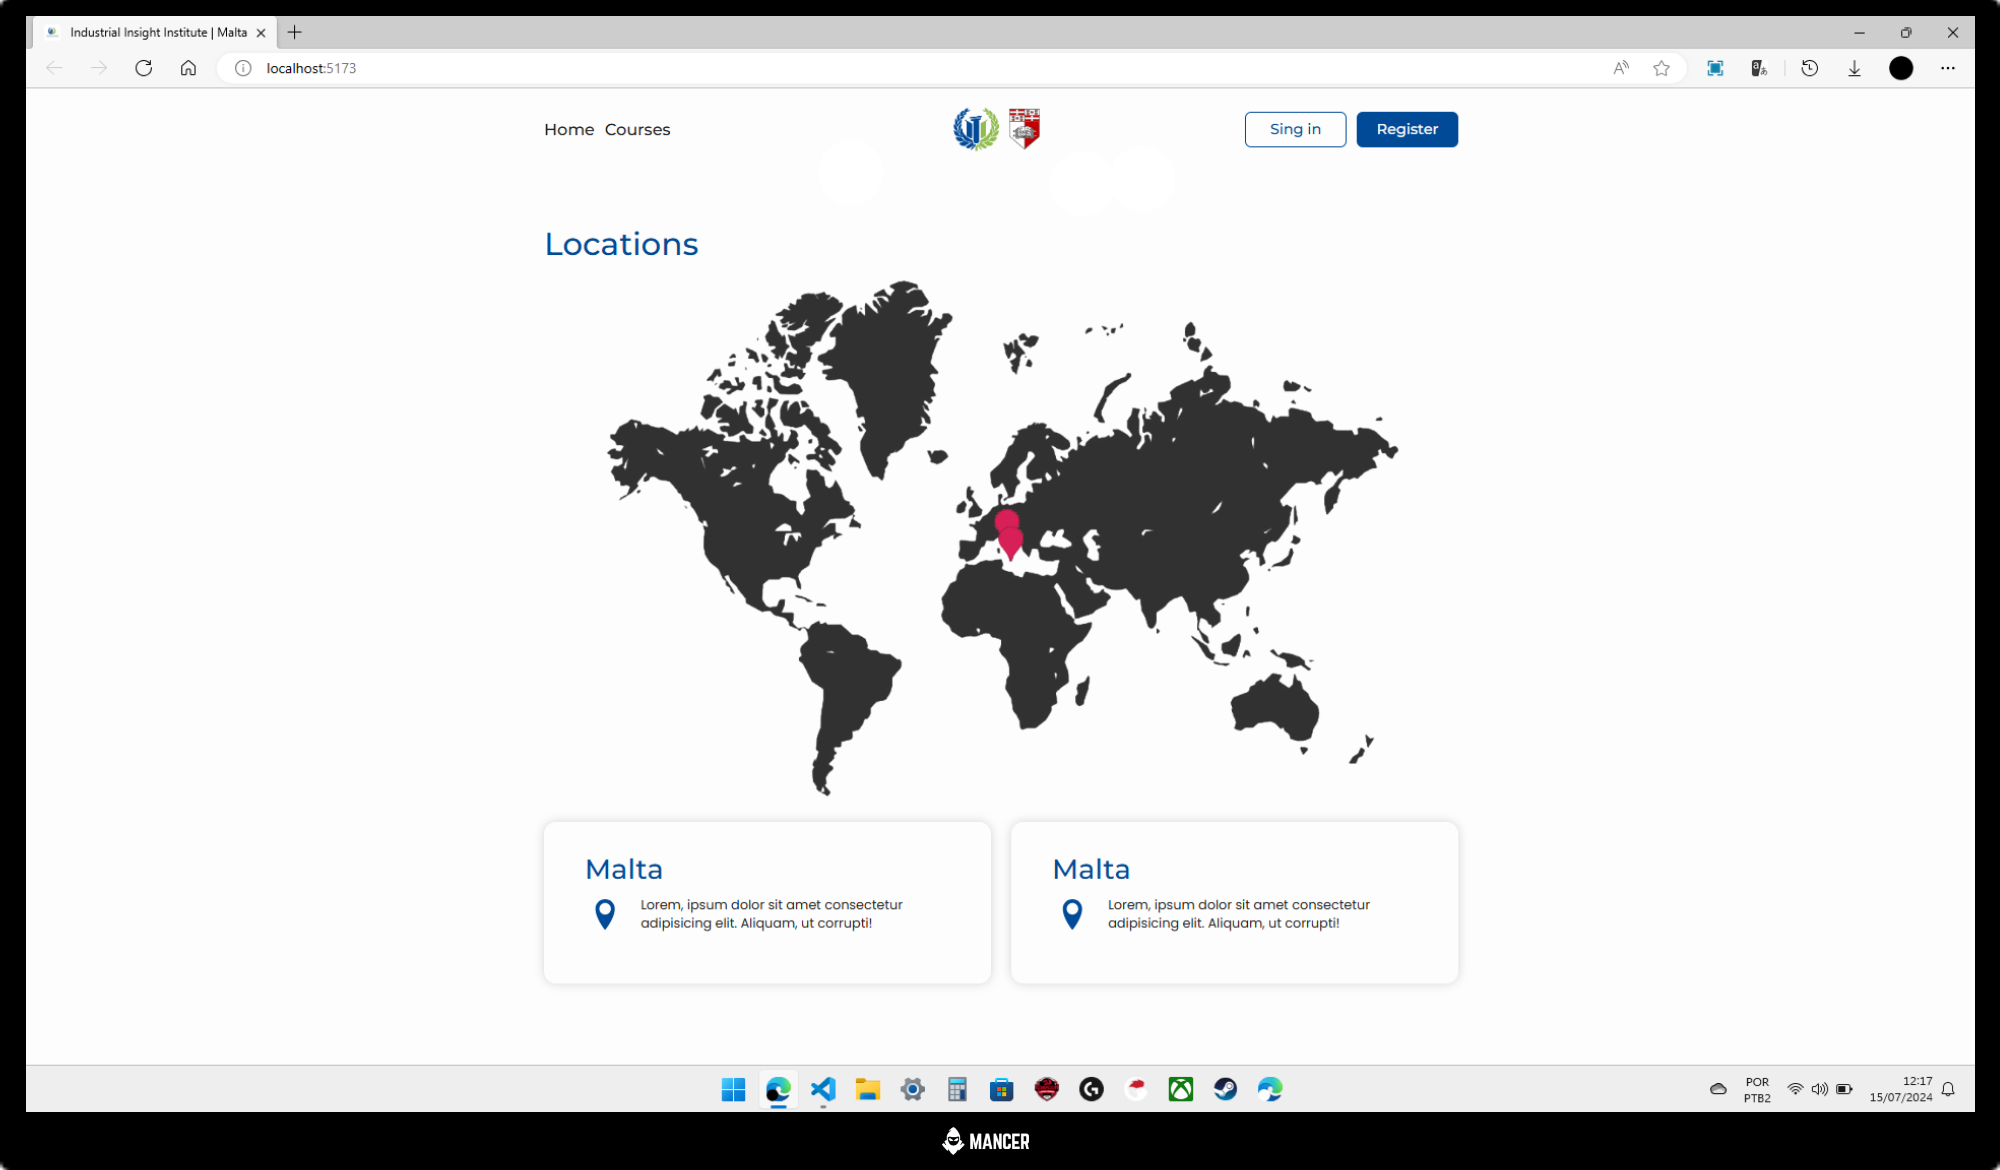 Industrial Insight Institute | Malta
localhost:5173
Home Courses
Sing in
Register
Locations
Malta
Lorem, ipsum dolor sit amet consectetur
adipisicing elit. Aliquam, ut corrupti!
Malta
Lorem, ipsum dolor sit amet consectetur
adipisicing elit. Aliquam, ut corrupti!
POR
PTB2
12:17
15/07/2024
MANCER